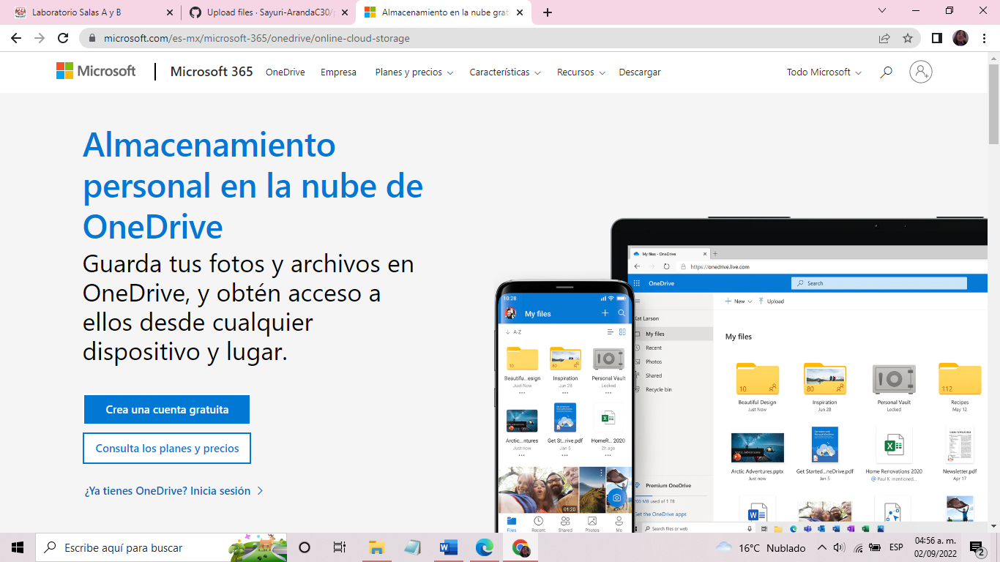 Laboratorio Salas A y B
Upload files · Sayuri-ArandaC30/
Almacenamiento en la nube grat
microsoft.com/es-mx/microsoft-365/onedrive/online-cloud-storage
Microsoft
Microsoft 365
OneDrive
Empresa
Planes y precios
Características
Recursos
Descargar
Todo Microsoft
Almacenamiento
personal en la nube de
OneDrive
Guarda tus fotos y archivos en
OneDrive, y obtén acceso a
ellos desde cualquier
dispositivo y lugar.
Crea una cuenta gratuita
Consulta los planes y precios
¿Ya tienes OneDrive? Inicia sesión
10:28
My files
A-Z
10
80
Beautifu...esign
Inspiration
Personal Vault
Just Now
Jun 28
Locked
Arctic...ntures
Get St...rive.pdf
HomeR... 2020
Just now
Jan 5
2h ago
01:20
Files
Recent
Shared
Photos
Me
My files - OneDrive
https://onedrive.live.com
OneDrive
Search
New
Upload
Kat Larson
My files
Recent
Photos
Shared
Recycle bin
Premium OneDrive
200 MB used of 1 TB
Get the OneDrive apps
My files
10
80
112
Beautiful Design
Inspiration
Personal Vault
Recipes
Just Now
Jun 28
Locked
May 12
Arctic Adventures.pptx
Get Started...neDrive.pdf
Home Renovations 2020
Newsletter.pdf
Just now
Jan 5
@ Paul K. mentioned...
Apr 17
Search files or web
Escribe aquí para buscar
16°C Nublado
ESP
04:56 a. m.
02/09/2022
2